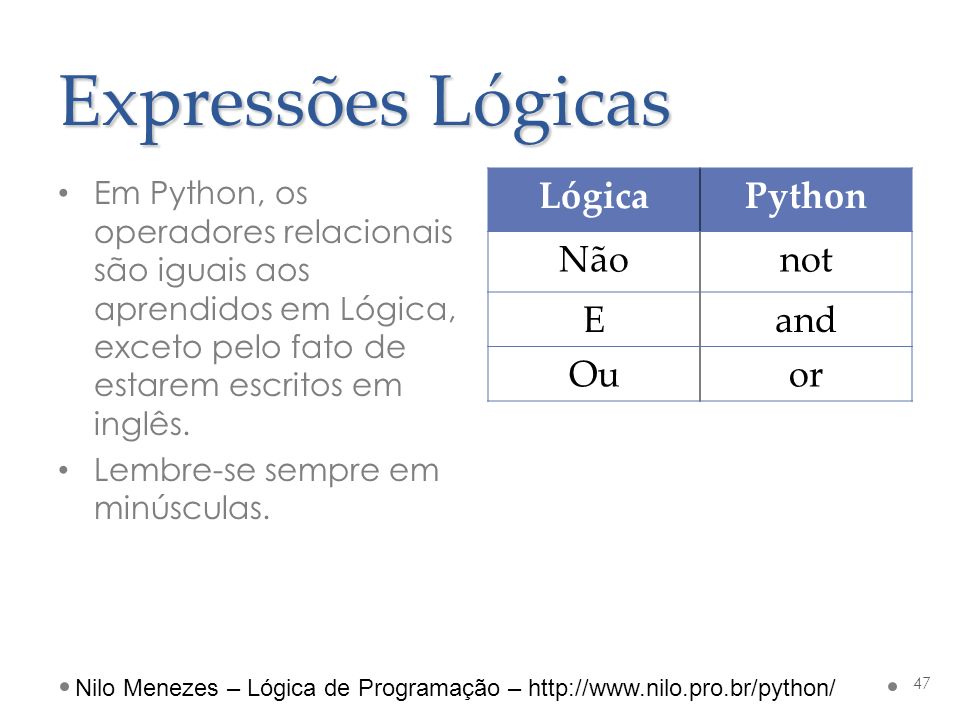 Expressões Lógicas
• Em Python, os
operadores relacionais
são iguais aos
aprendidos em Lógica,
exceto pelo fato de
estarem escritos em
inglês.
• Lembre-se sempre em
minúsculas.
Lógica Python
Não not
E and
Ou or
• Nilo Menezes – Lógica de Programação – http://www.nilo.pro.br/python/
• 47